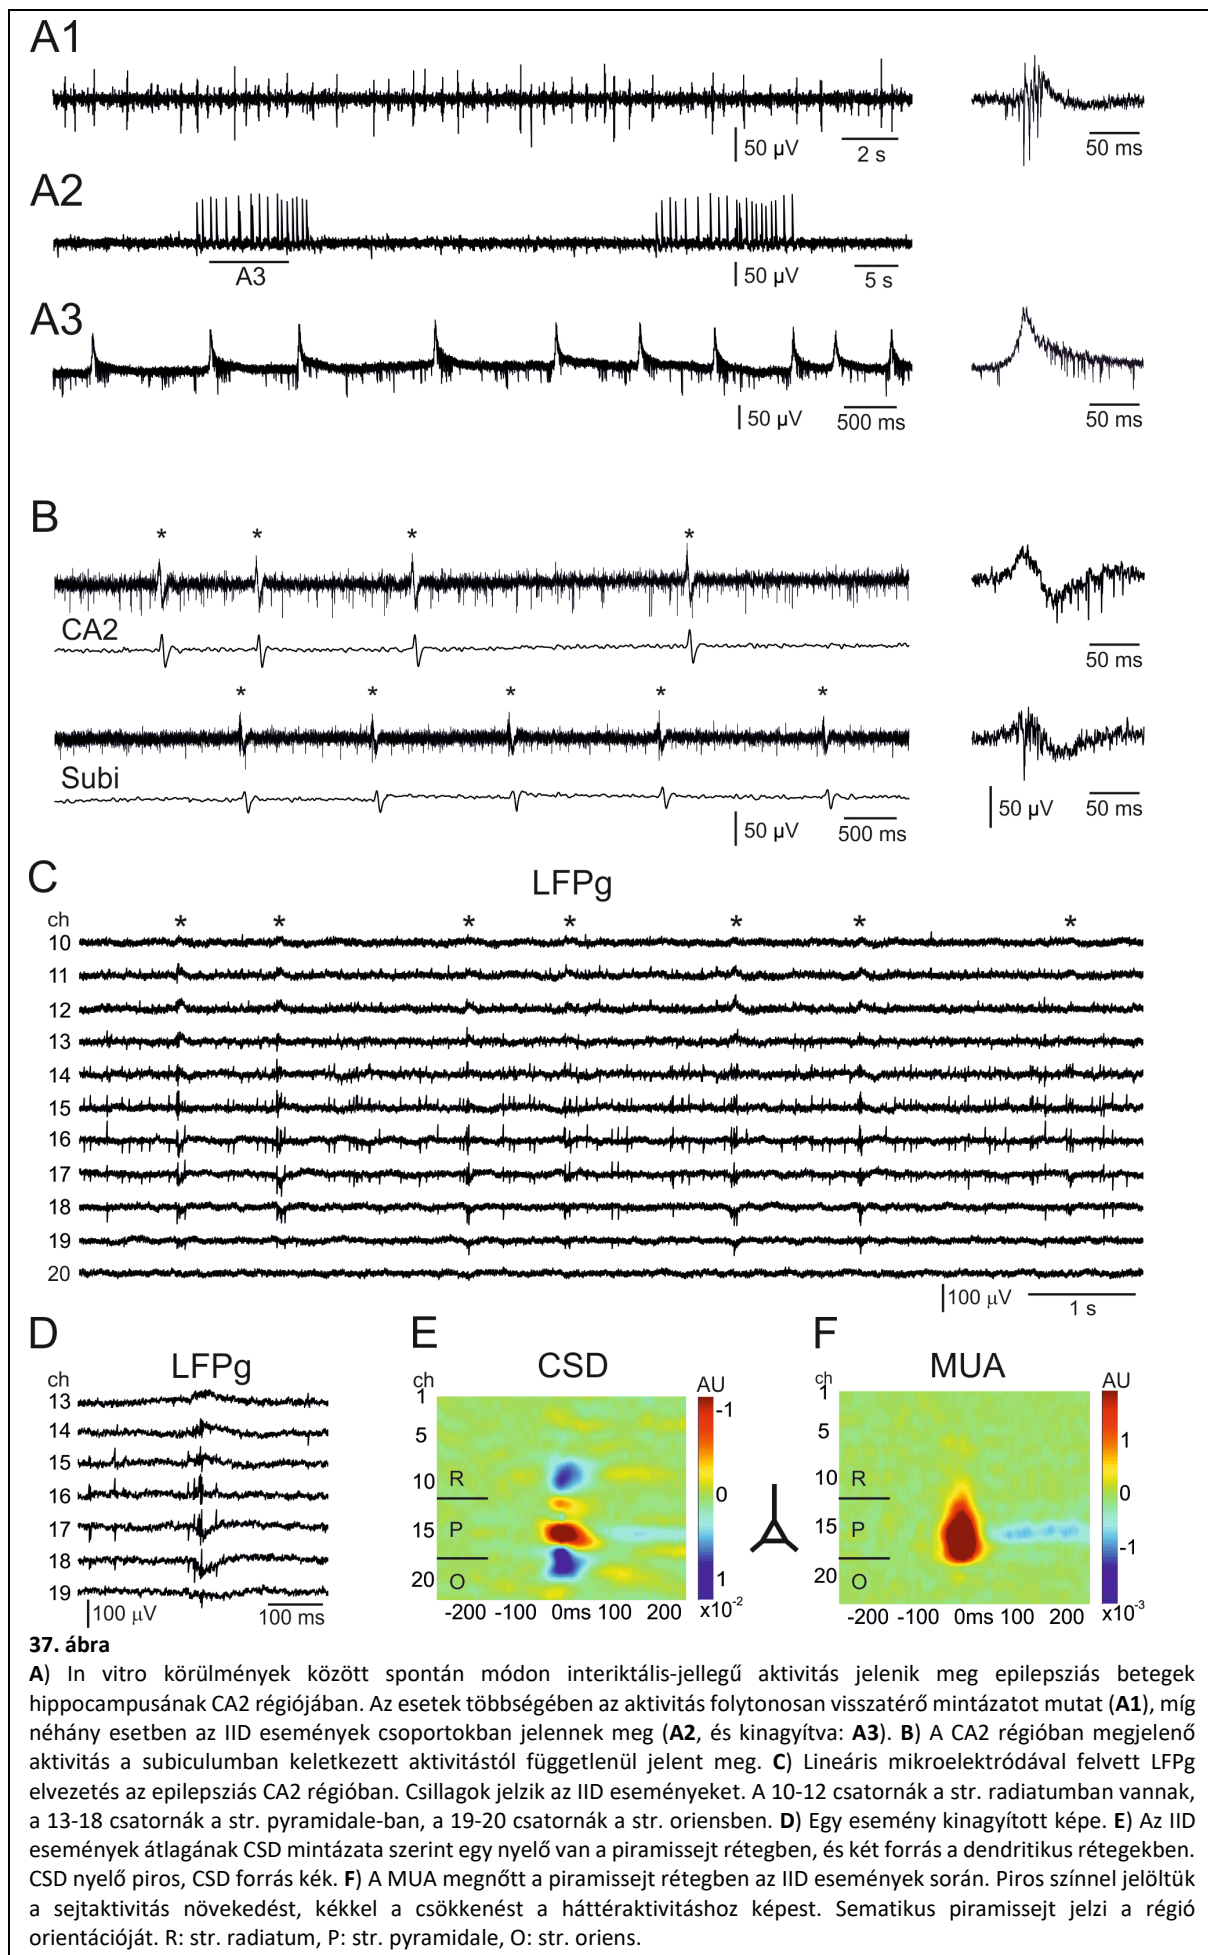 A1
50 µV
2 s
50 ms
A2
A3
50 µV
5 s
A3
50 µV
500 ms
50 ms
B
* * * *
CA2
50 ms
* * * * *
Subi
50 µV
500 ms
50 µV
50 ms
C
LFPg
ch
* * * * * * *
10
11
12
13
14
15
16
17
18
19
20
100 µV
1 s
D
LFPg
ch
13
14
15
16
17
18
19
100 µV
100 ms
E
CSD
ch
1
5
10
15
20
R
P
O
-200 -100 0ms 100 200
AU
-1
0
1
x10-2
F
MUA
ch
1
5
10
15
20
R
P
O
-200 -100 0ms 100 200
AU
1
0
-1
x10-3
37. ábra
A) In vitro körülmények között spontán módon interiktális-jellegű aktivitás jelenik meg epilepsziás betegek
hippocampusának CA2 régiójában. Az esetek többségében az aktivitás folytonosan visszatérő mintázatot mutat (A1), míg
néhány esetben az IID események csoportokban jelennek meg (A2, és kinagyítva: A3). B) A CA2 régióban megjelenő
aktivitás a subiculumban keletkezett aktivitástól függetlenül jelent meg. C) Lineáris mikroelektródával felvett LFPg
elvezetés az epilepsziás CA2 régióban. Csillagok jelzik az IID eseményeket. A 10-12 csatornák a str. radiatumban vannak,
a 13-18 csatornák a str. pyramidale-ban, a 19-20 csatornák a str. oriensben. D) Egy esemény kinagyított képe. E) Az IID
események átlagának CSD mintázata szerint egy nyelő van a piramissejt rétegben, és két forrás a dendritikus rétegekben.
CSD nyelő piros, CSD forrás kék. F) A MUA megnőtt a piramissejt rétegben az IID események során. Piros színnel jelöltük
a sejtaktivitás növekedést, kékkel a csökkenést a háttéraktivitáshoz képest. Sematikus piramissejt jelzi a régió
orientációját. R: str. radiatum, P: str. pyramidale, O: str. oriens.